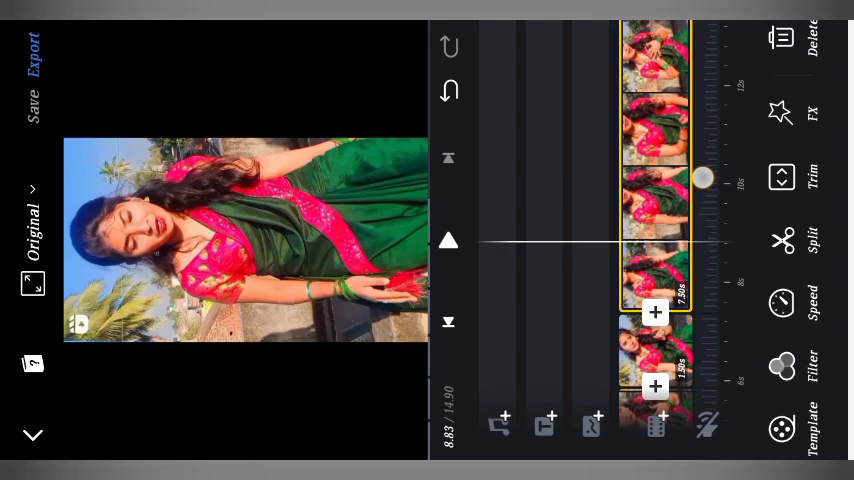 Save Export
Original
?
8.83 / 14.90
1.50s
7.50s
6s
8s
10s
12s
Template
Filter
Speed
Split
Trim
FX
Delete